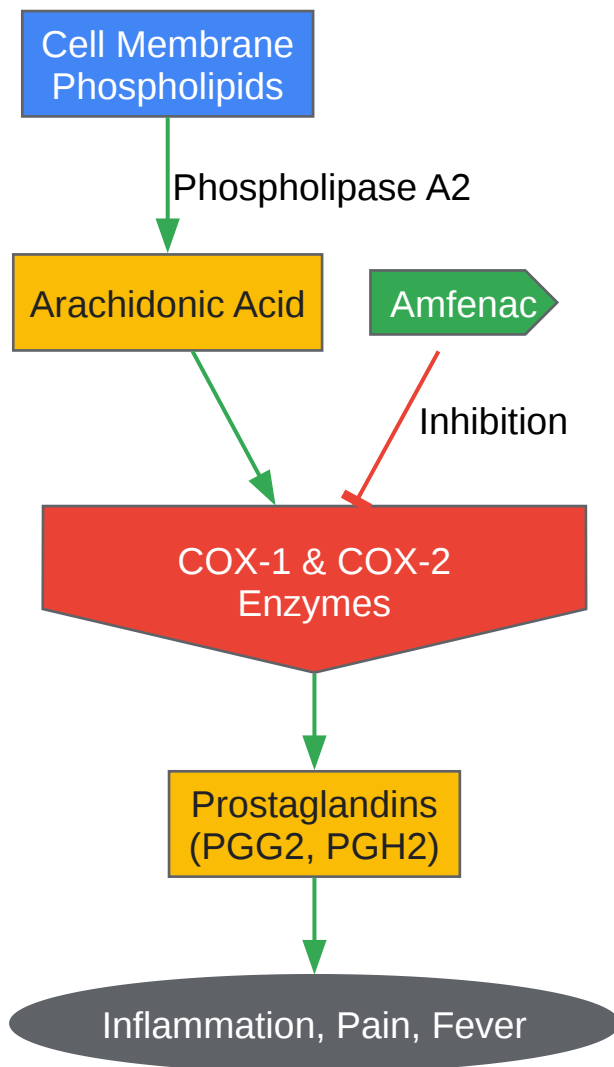 Cell Membrane
Phospholipids
Phospholipase A2
Arachidonic Acid
Amfenac
Inhibition
COX-1 & COX-2
Enzymes
Prostaglandins
(PGG2, PGH2)
Inflammation, Pain, Fever